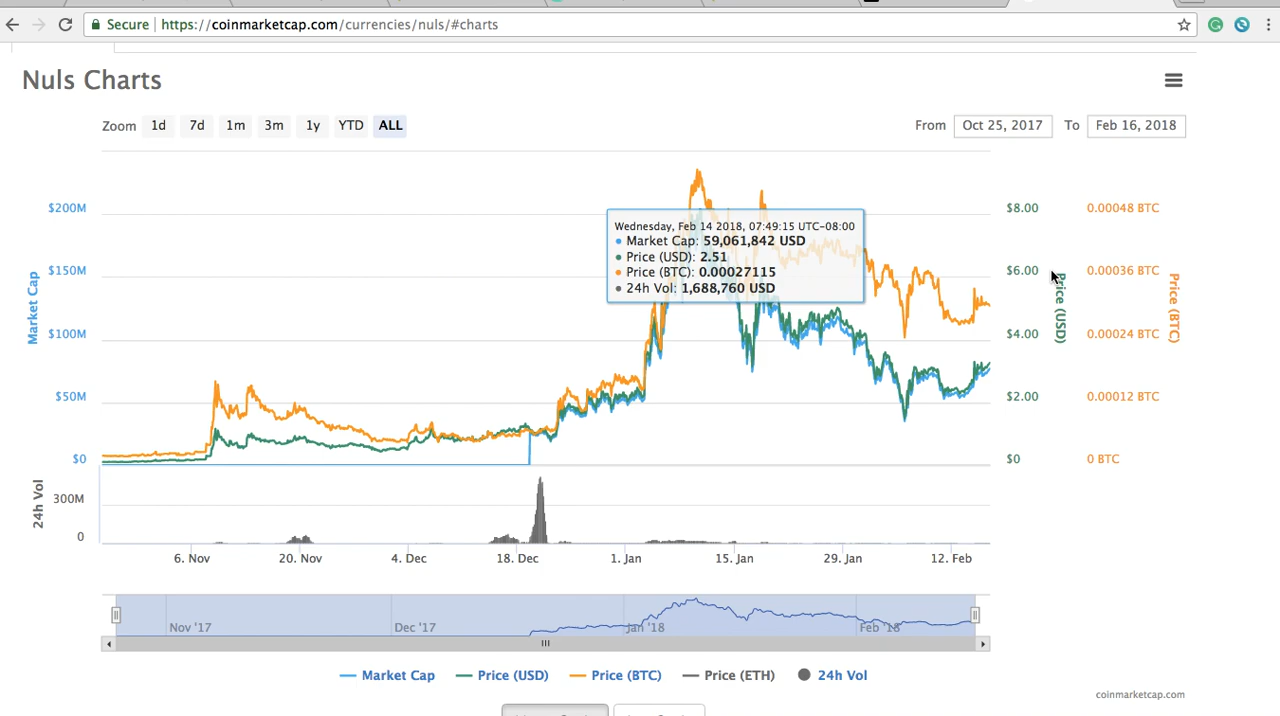 Secure | https://coinmarketcap.com/currencies/nuls/#charts
Nuls Charts
Zoom 1d 7d 1m 3m 1y YTD ALL From Oct 25, 2017 To Feb 16, 2018
$200M $8.00 0.00048 BTC
Wednesday, Feb 14 2018, 07:49:15 UTC-08:00
Market Cap: 59,061,842 USD
Price (USD): 2.51
Price (BTC): 0.00027115
24h Vol: 1,688,760 USD
$150M $6.00 0.00036 BTC
Market Cap Price (USD) Price (BTC)
$100M $4.00 0.00024 BTC
$50M $2.00 0.00012 BTC
$0 $0 0 BTC
24h Vol
300M
0
6. Nov 20. Nov 4. Dec 18. Dec 1. Jan 15. Jan 29. Jan 12. Feb
Nov '17 Dec '17 Jan '18 Feb '18
Market Cap Price (USD) Price (BTC) Price (ETH) 24h Vol
coinmarketcap.com